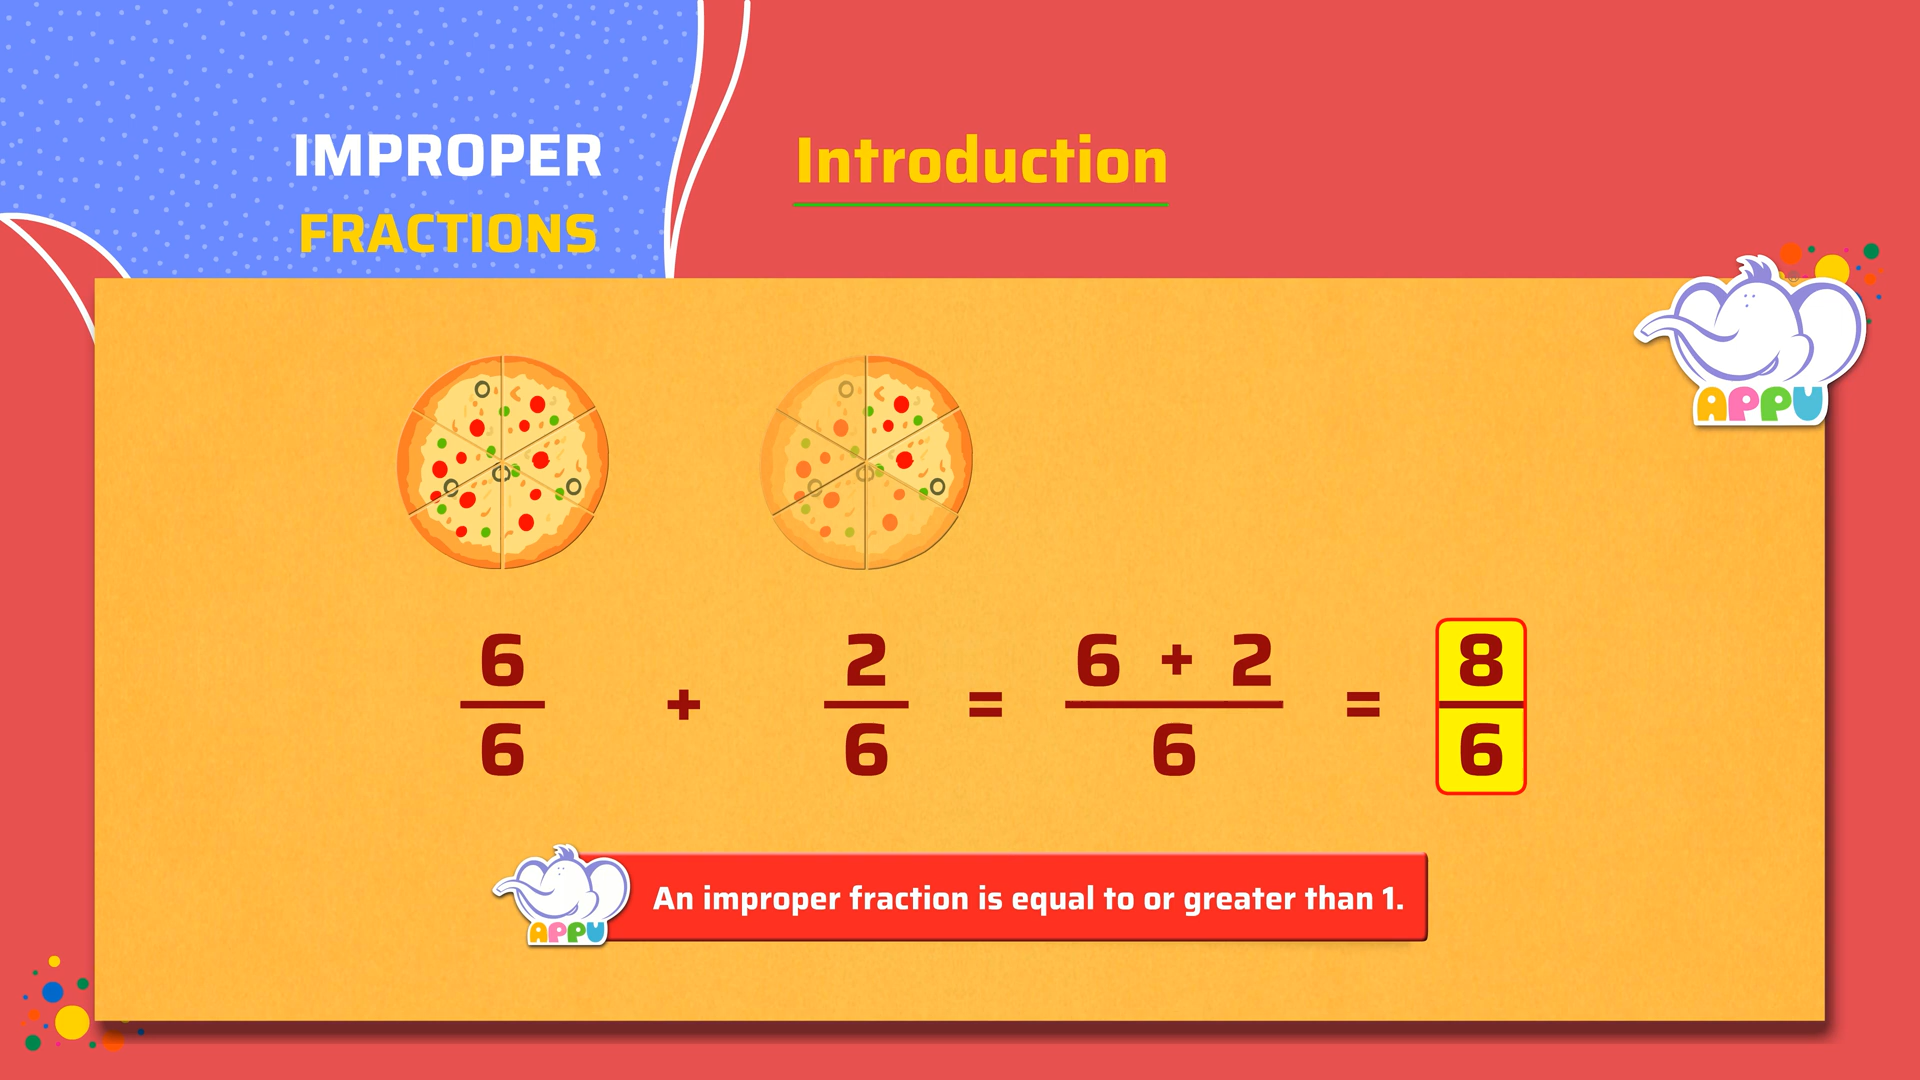 IMPROPER
FRACTIONS
Introduction
APPU
6/6 + 2/6 = 6 + 2/6 = 8/6
An improper fraction is equal to or greater than 1.
APPU